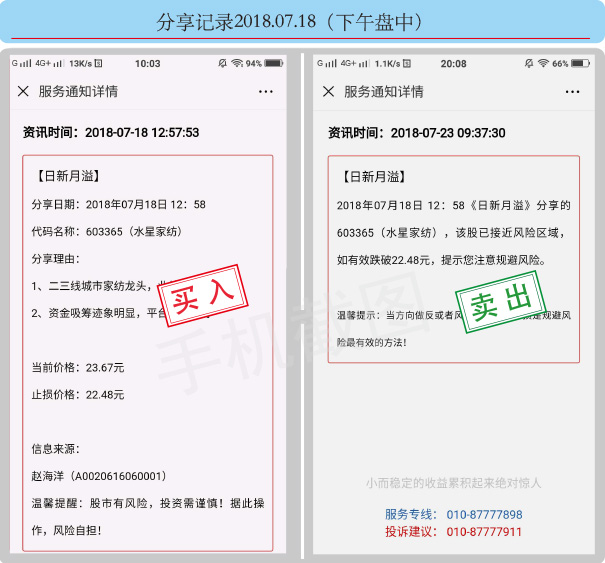 分享记录2018.07.18（下午盘中）
G 4G+ 13K/s 10:03 94%
服务通知详情
资讯时间：2018-07-18 12:57:53
【日新月溢】
分享日期：2018年07月18日 12：58
代码名称：603365（水星家纺）
分享理由：
1、二三线城市家纺龙头，
2、资金吸筹迹象明显，平台
买入
当前价格：23.67元
止损价格：22.48元
信息来源：
赵海洋（A0020616060001）
温馨提醒：股市有风险，投资需谨慎！据此操
作，风险自担！
G 4G+ 1.1K/s 20:08 66%
服务通知详情
资讯时间：2018-07-23 09:37:30
【日新月溢】
2018年07月18日 12：58《日新月溢》分享的
603365（水星家纺），该股已接近风险区域，
如有效跌破22.48元，提示您注意规避风险。
卖出
温馨提示：当方向做反或者风 是规避风
险最有效的方法！
小而稳定的收益累积起来绝对惊人
服务专线： 010-87777898
投诉建议： 010-87777911
手机截图